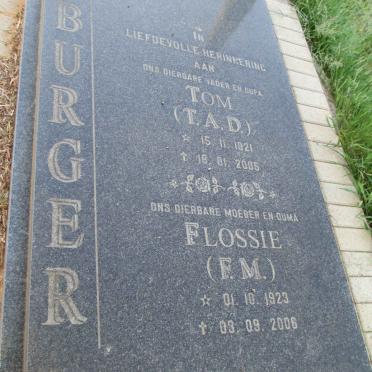 BURGER
IN
LIEFDEVOLLE HERINNERING
AAN
ONS DIERBARE VADER EN OUPA
TOM
(T.A.D.)
☆ 15. 11. 1921
✝ 18. 01. 2005
ONS DIERBARE MOEDER EN OUMA
FLOSSIE
(F.M.)
☆ 01. 10. 1923
✝ 03. 09. 2006